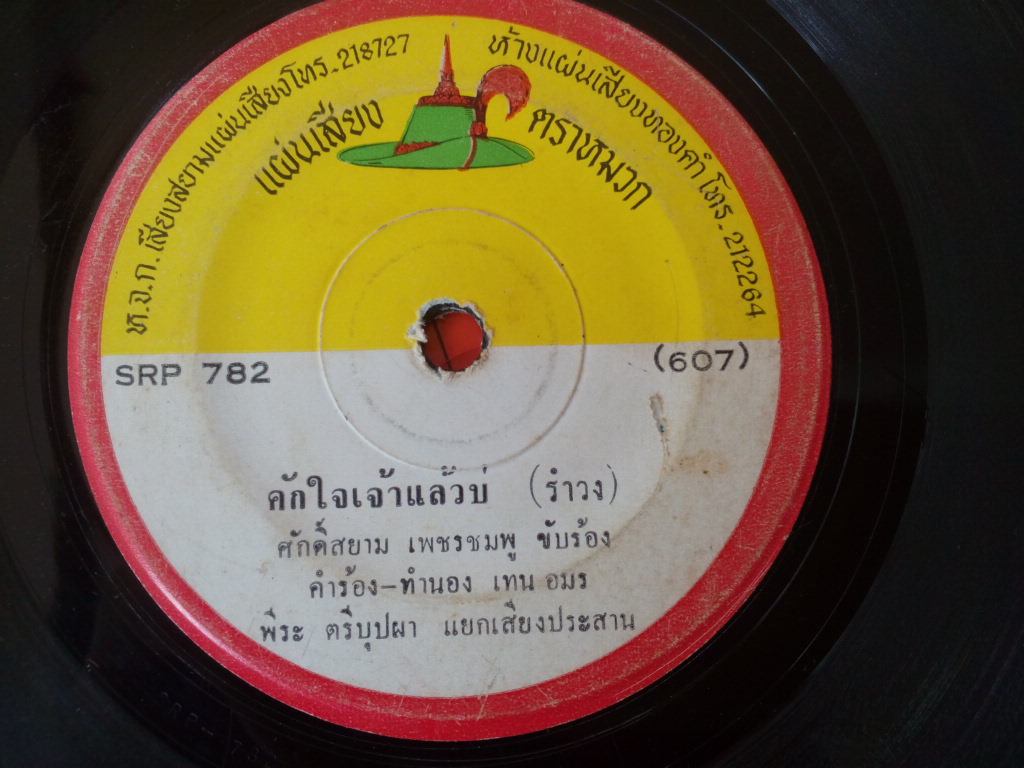 ห.จ.ก. เสียงสยามแผ่นเสียงโทร. 218727
ห้างแผ่นเสียงทองคำ โทร. 212264
แผ่นเสียง ตราหมวก
SRP 782 (607)
คักใจเจ้าแล้วบ่ (รำวง)
ศักดิ์สยาม เพชรชมพู ขับร้อง
คำร้อง-ทำนอง เทน อมร
พีระ ตรีบุปผา แยกเสียงประสาน